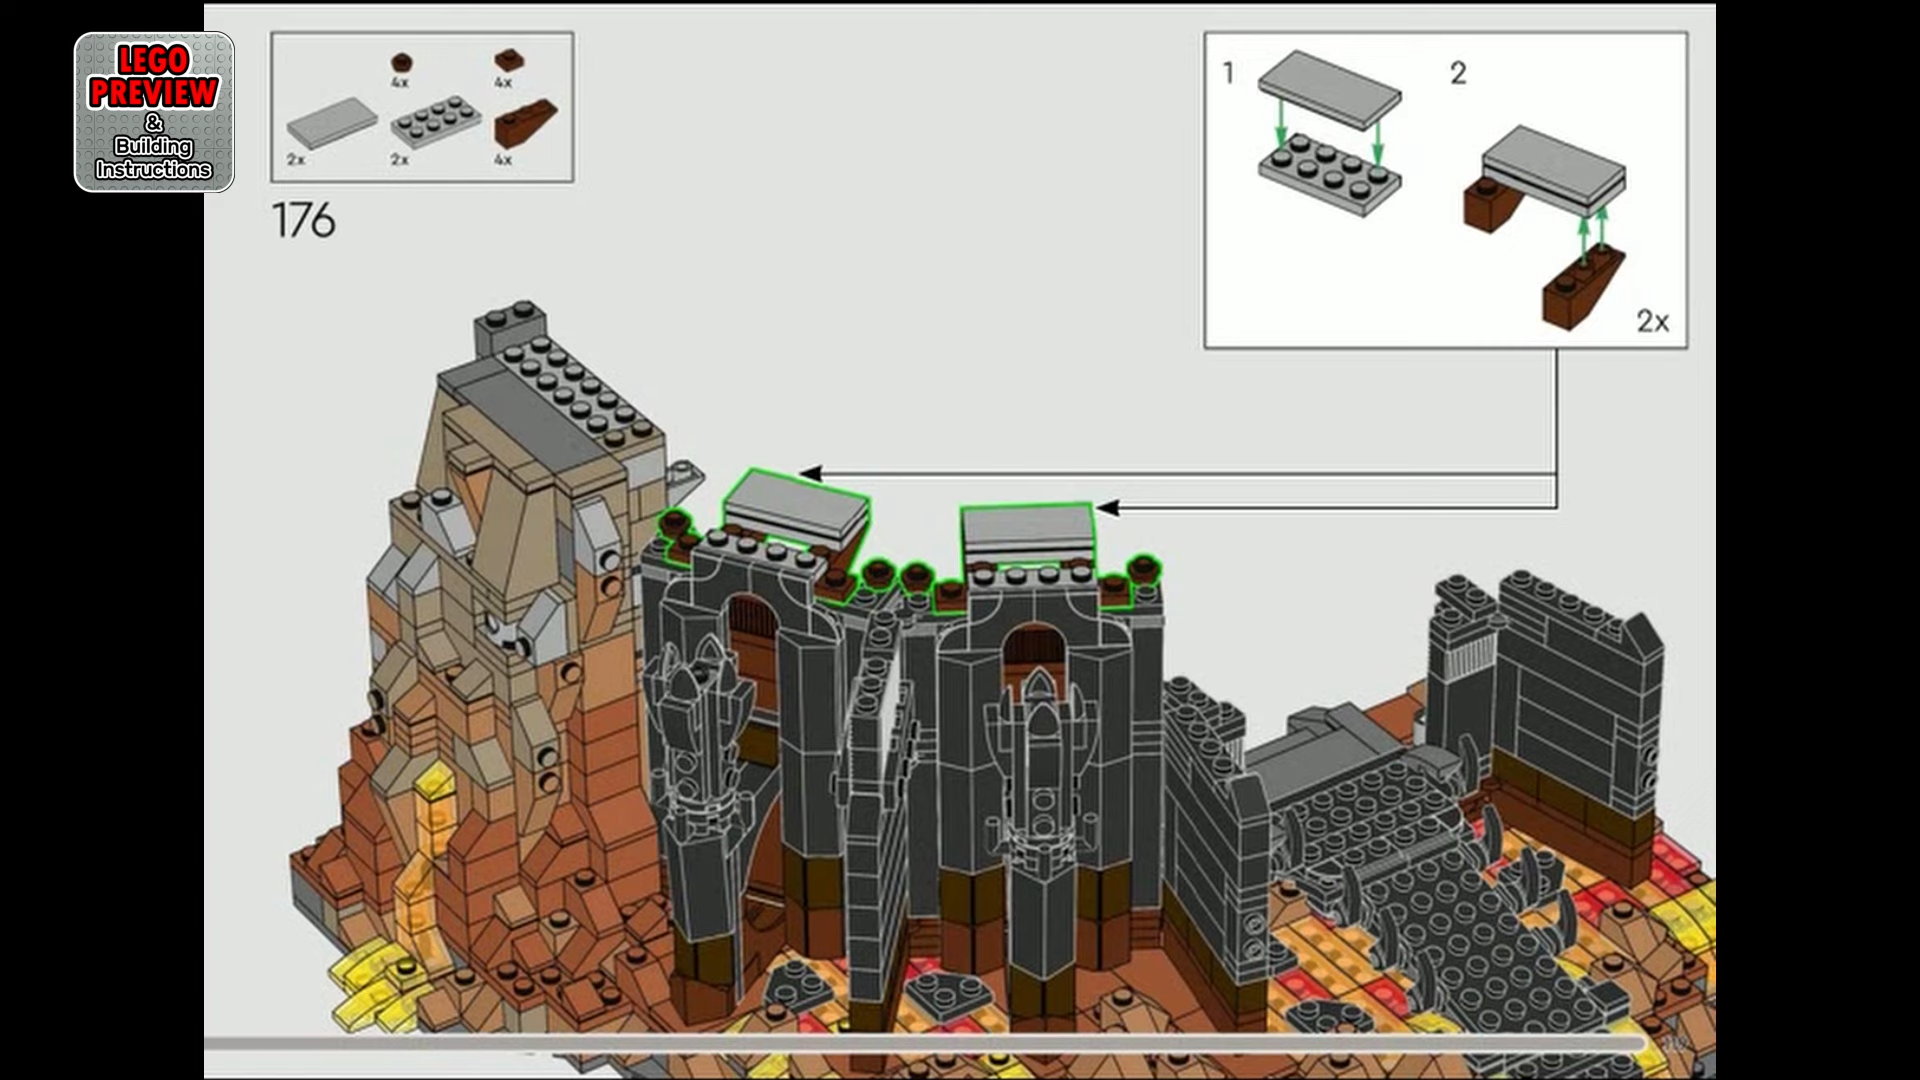 LEGO
PREVIEW
&
Building
Instructions
4x
4x
2x
2x
4x
176
1
2
2x